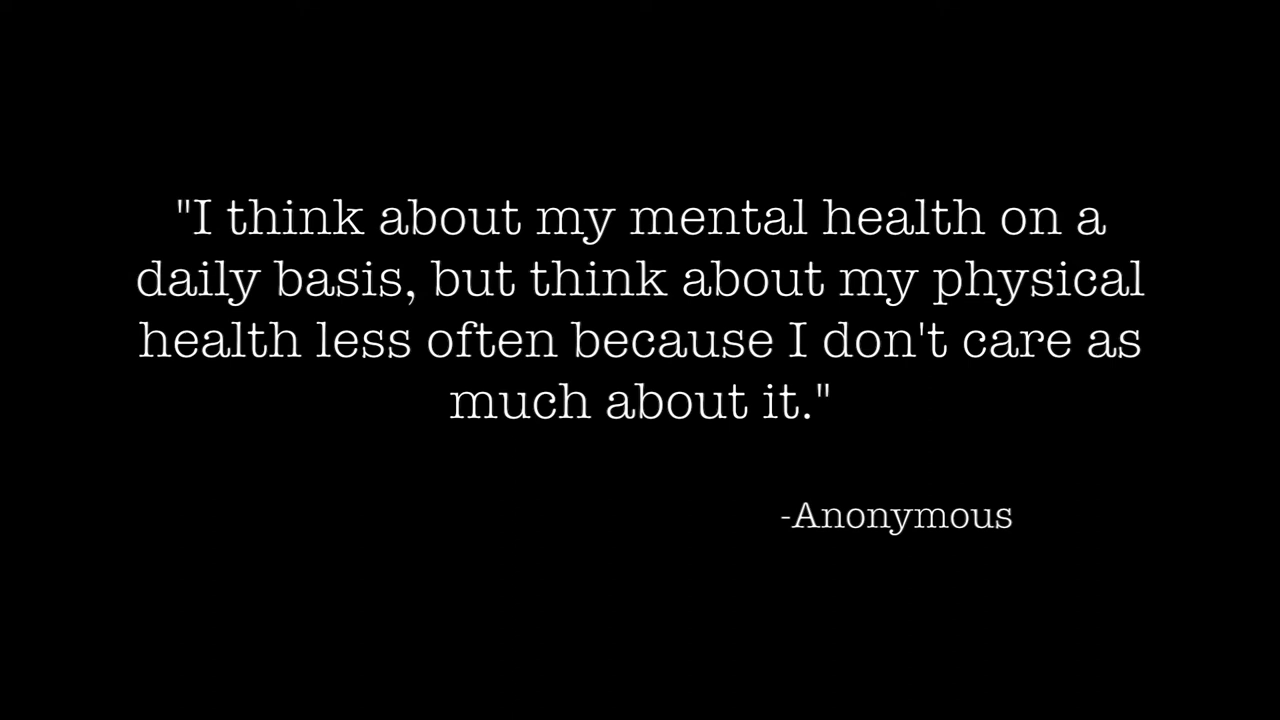 "I think about my mental health on a
daily basis, but think about my physical
health less often because I don't care as
much about it."
-Anonymous